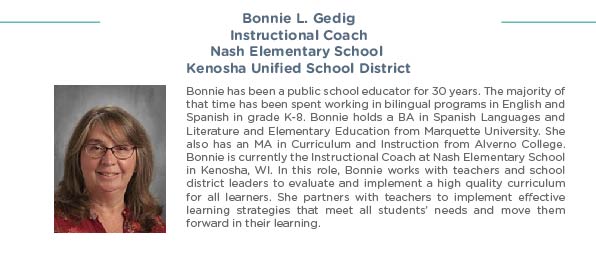 Bonnie L. Gedig
Instructional Coach
Nash Elementary School
Kenosha Unified School District
Bonnie has been a public school educator for 30 years. The majority of
that time has been spent working in bilingual programs in English and
Spanish in grade K-8. Bonnie holds a BA in Spanish Languages and
Literature and Elementary Education from Marquette University. She
also has an MA in Curriculum and Instruction from Alverno College.
Bonnie is currently the Instructional Coach at Nash Elementary School
in Kenosha, WI. In this role, Bonnie works with teachers and school
district leaders to evaluate and implement a high quality curriculum
for all learners. She partners with teachers to implement effective
learning strategies that meet all students' needs and move them
forward in their learning.